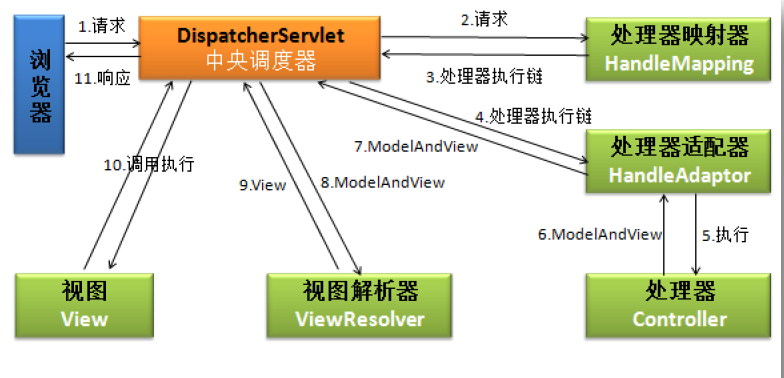 1.请求
2.请求
浏览器
DispatcherServlet
中央调度器
处理器映射器
HandleMapping
11.响应
3.处理器执行链
4.处理器执行链
7.ModelAndView
处理器适配器
HandleAdaptor
10.调用执行
9.View
8.ModelAndView
6.ModelAndView
5.执行
视图
View
视图解析器
ViewResolver
处理器
Controller